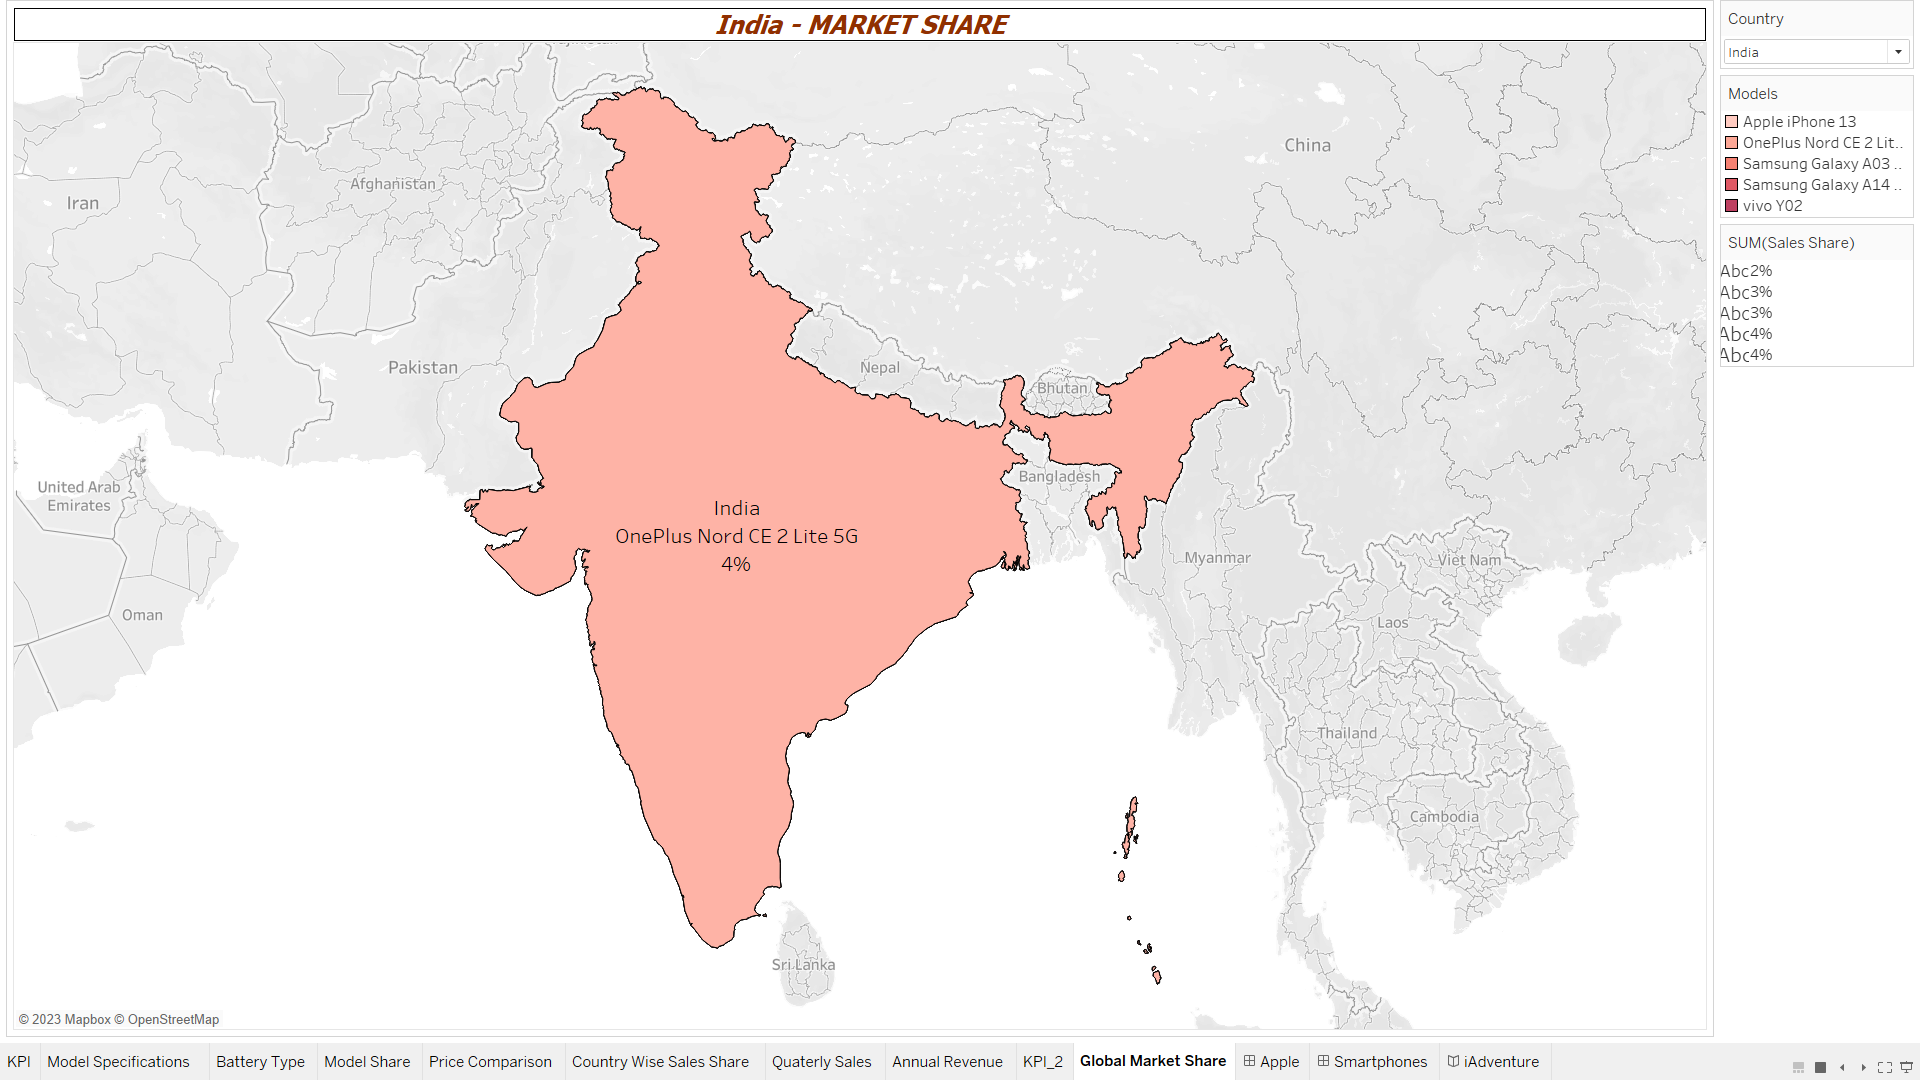 India - MARKET SHARE
Country
India
Models
Apple iPhone 13
OnePlus Nord CE 2 Lit..
Samsung Galaxy A03 ..
Samsung Galaxy A14 ..
vivo Y02
SUM(Sales Share)
Abc2%
Abc3%
Abc3%
Abc4%
Abc4%
China
Afghanistan
Iran
Pakistan
Nepal
Bhutan
Bangladesh
United Arab
Emirates
India
OnePlus Nord CE 2 Lite 5G
4%
Myanmar
Viet Nam
Oman
Laos
Thailand
Cambodia
Sri Lanka
© 2023 Mapbox © OpenStreetMap
KPI
Model Specifications
Battery Type
Model Share
Price Comparison
Country Wise Sales Share
Quaterly Sales
Annual Revenue
KPI_2
Global Market Share
Apple
Smartphones
iAdventure